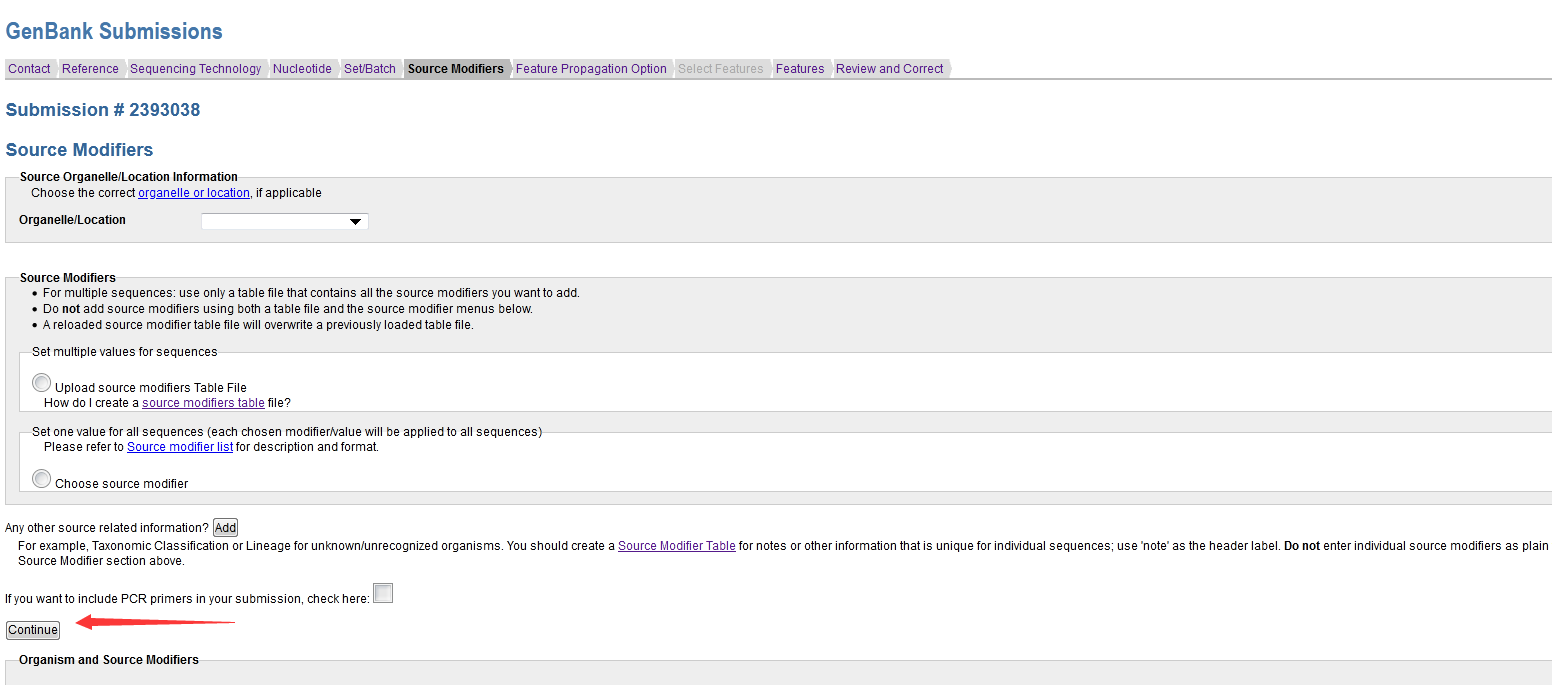 GenBank Submissions
Contact Reference Sequencing Technology Nucleotide Set/Batch Source Modifiers Feature Propagation Option Select Features Features Review and Correct
Submission # 2393038
Source Modifiers
Source Organelle/Location Information
Choose the correct organelle or location, if applicable
Organelle/Location
Source Modifiers
• For multiple sequences: use only a table file that contains all the source modifiers you want to add.
• Do not add source modifiers using both a table file and the source modifier menus below.
• A reloaded source modifier table file will overwrite a previously loaded table file.
Set multiple values for sequences
Upload source modifiers Table File
How do I create a source modifiers table file?
Set one value for all sequences (each chosen modifier/value will be applied to all sequences)
Please refer to Source modifier list for description and format.
Choose source modifier
Any other source related information? Add
For example, Taxonomic Classification or Lineage for unknown/unrecognized organisms. You should create a Source Modifier Table for notes or other information that is unique for individual sequences; use 'note' as the header label. Do not enter individual source modifiers as plain
Source Modifier section above.
If you want to include PCR primers in your submission, check here:
Continue
Organism and Source Modifiers